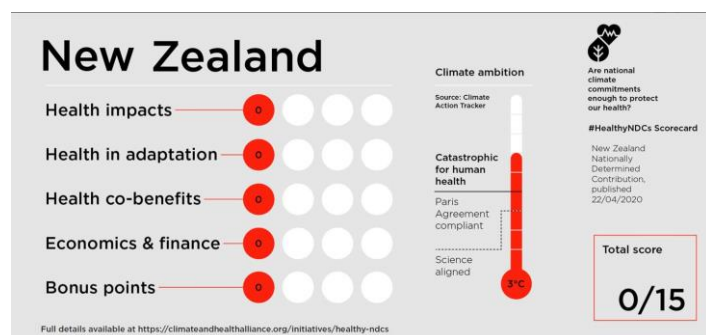 New Zealand
Health impacts
0
Health in adaptation
0
Health co-benefits
0
Economics & finance
0
Bonus points
0
Full details available at https://climateandhealthalliance.org/initiatives/healthy-ndcs
Climate ambition
Source: Climate
Action Tracker
Catastrophic
for human
health
Paris
Agreement
compliant
Science
aligned
3°C
Are national
climate
commitments
enough to protect
our health?
#HealthyNDCs Scorecard
New Zealand
Nationally
Determined
Contribution,
published
22/04/2020
Total score
0/15